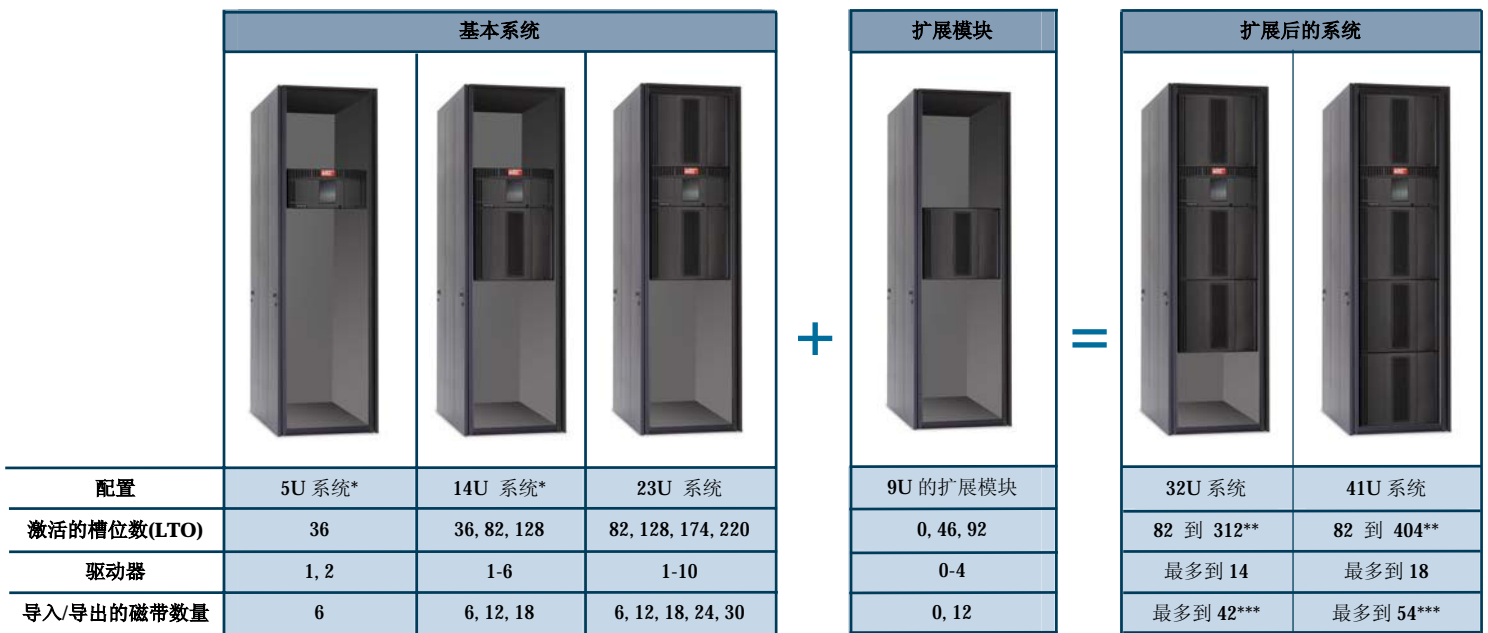 基本系统 扩展模块 扩展后的系统
+ =
配置 5U 系统* 14U 系统* 23U 系统 9U 的扩展模块 32U 系统 41U 系统
激活的槽位数(LTO) 36 36, 82, 128 82, 128, 174, 220 0, 46, 92 82 到 312** 82 到 404**
驱动器 1, 2 1-6 1-10 0-4 最多到 14 最多到 18
导入/导出的磁带数量 6 6, 12, 18 6, 12, 18, 24, 30 0, 12 最多到 42*** 最多到 54***